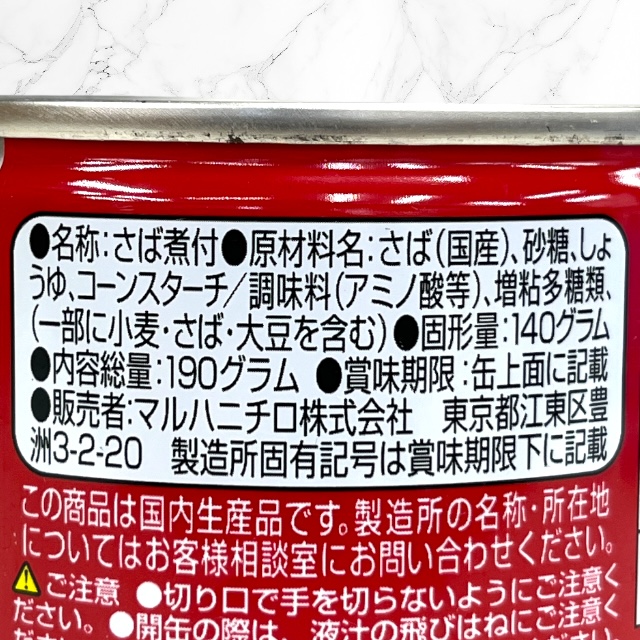 ●名称:さば煮付●原材料名:さば(国産)、砂糖、しょ
うゆ、コーンスターチ/調味料(アミノ酸等)、増粘多糖類、
(一部に小麦・さば・大豆を含む)●固形量:140グラム
●内容総量:190グラム ●賞味期限:缶上面に記載
●販売者:マルハニチロ株式会社 東京都江東区豊
洲3-2-20 製造所固有記号は賞味期限下に記載
この商品は国内生産品です。製造所の名称・所在地
についてはお客様相談室にお問い合わせください。
⚠ご注意 ●切り口で手を切らないようにご注意く
ださい。 ●開缶の際は、液汁の飛びはねにご注意く